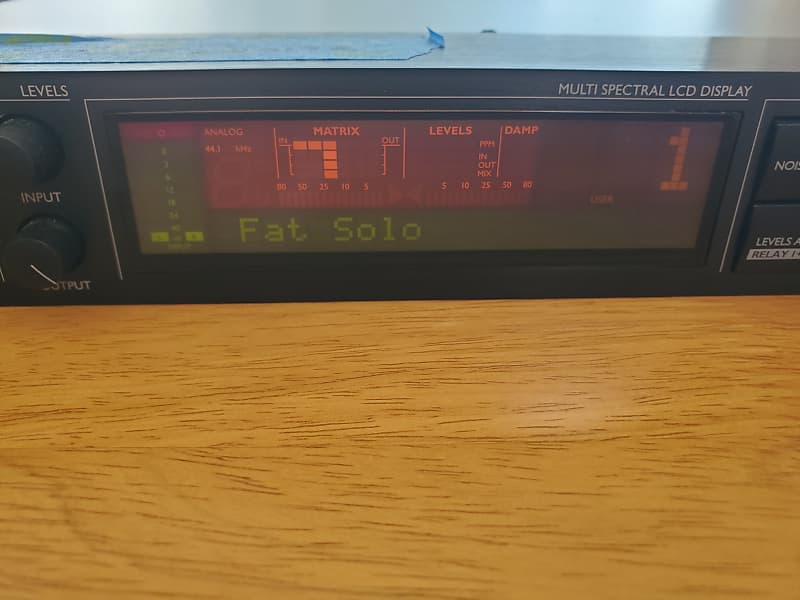 LEVELS
MULTI SPECTRAL LCD DISPLAY
ANALOG
MATRIX
LEVELS
DAMP
44.1 kHz
IN
OUT
PPM
IN
OUT
MIX
80 50 25 10 5
5 10 25 50 80
USER
1
Fat Solo
INPUT
OUTPUT
NOIS
LEVELS A
RELAY I+